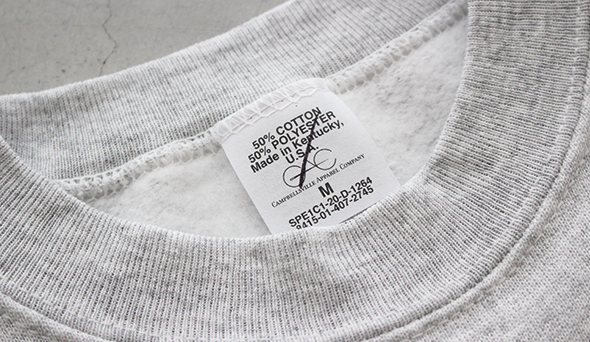 50% COTTON
50% POLYESTER
Made in Kentucky,
U.S.A.
CAMPBELLSVILLE APPAREL COMPANY
M
SPE1C1-20-D-1264
8415-01-407-2745